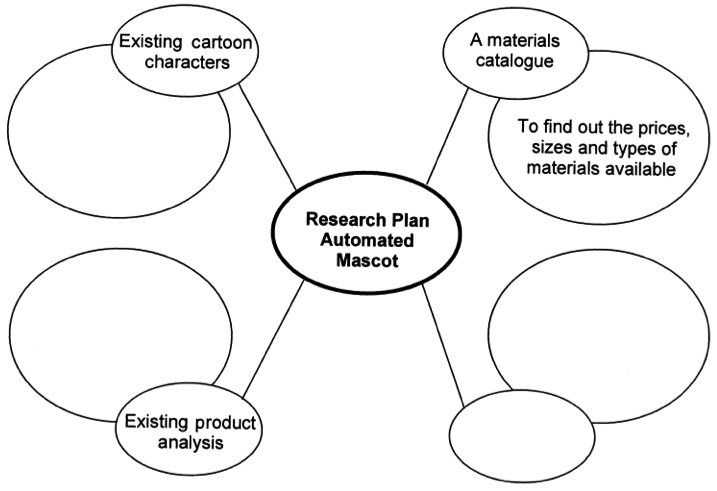 Existing cartoon
characters
A materials
catalogue
To find out the prices,
sizes and types of
materials available
Research Plan
Automated
Mascot
Existing product
analysis